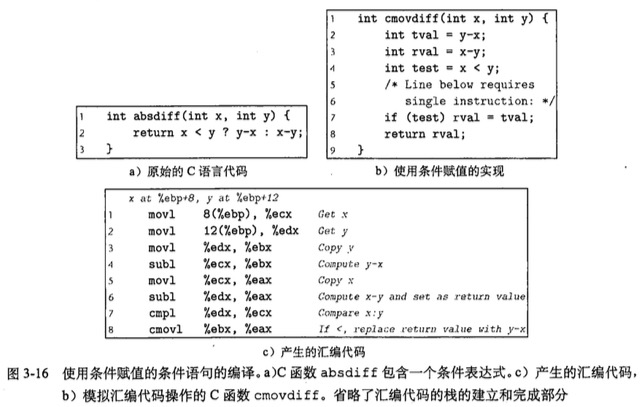 1 int absdiff(int x, int y) {
2 return x < y ? y-x : x-y;
3 }
a）原始的 C 语言代码
1 int cmovdiff(int x, int y) {
2 int tval = y-x;
3 int rval = x-y;
4 int test = x < y;
5 /* Line below requires
6 single instruction: */
7 if (test) rval = tval;
8 return rval;
9 }
b）使用条件赋值的实现
x at %ebp+8, y at %ebp+12
1 movl 8(%ebp), %ecx Get x
2 movl 12(%ebp), %edx Get y
3 movl %edx, %ebx Copy y
4 subl %ecx, %ebx Compute y-x
5 movl %ecx, %eax Copy x
6 subl %edx, %eax Compute x-y and set as return value
7 cmpl %edx, %ecx Compare x:y
8 cmovl %ebx, %eax If <, replace return value with y-x
c）产生的汇编代码
图 3-16 使用条件赋值的条件语句的编译。a)C 函数 absdiff 包含一个条件表达式。c）产生的汇编代码，
b）模拟汇编代码操作的 C 函数 cmovdiff。省略了汇编代码的栈的建立和完成部分